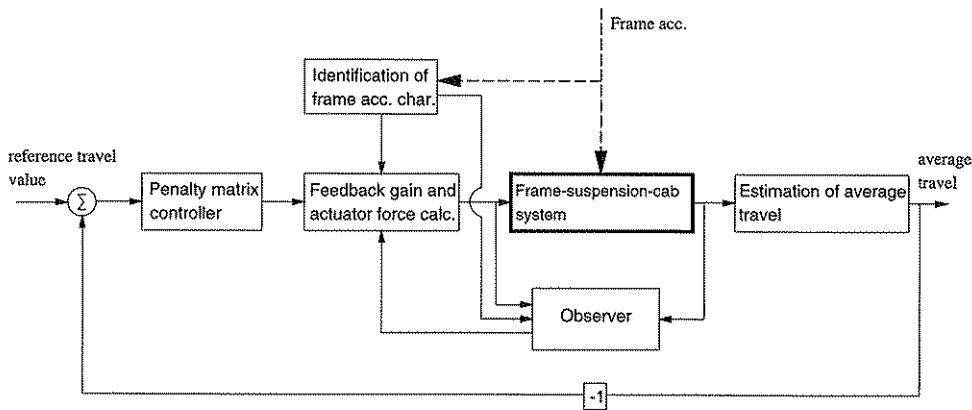 Frame acc.
Identification of
frame acc. char.
reference travel
value
Σ
Penalty matrix
controller
Feedback gain and
actuator force calc.
Frame-suspension-cab
system
Estimation of average
travel
average
travel
Observer
-1